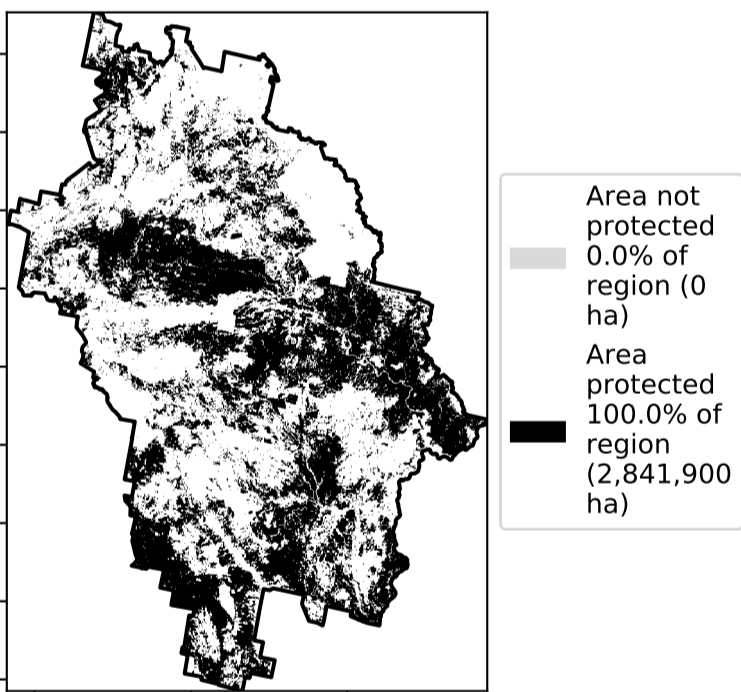 Area not
protected
0.0% of
region (0
ha)
Area
protected
100.0% of
region
(2,841,900
ha)